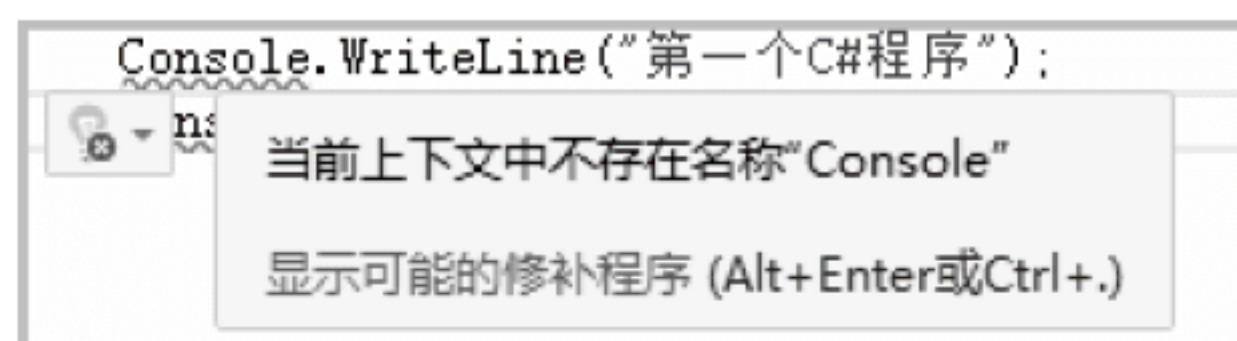 Console.WriteLine("第一个C#程序");
ns
当前上下文中不存在名称“Console”
显示可能的修补程序 (Alt+Enter或Ctrl+.)